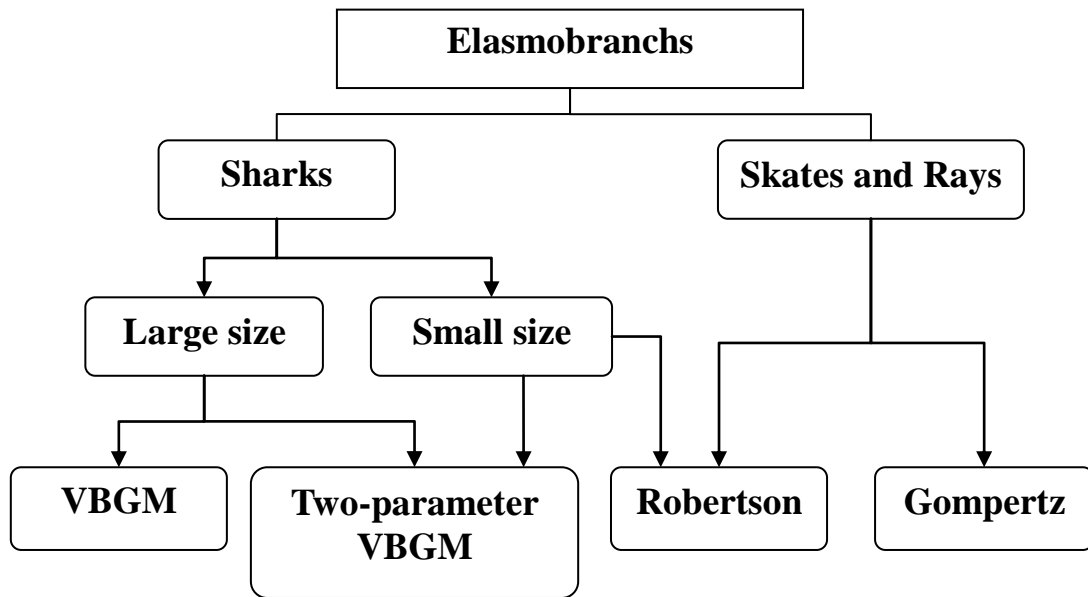 Elasmobranchs
Sharks
Skates and Rays
Large size
Small size
VBGM
Two-parameter
VBGM
Robertson
Gompertz